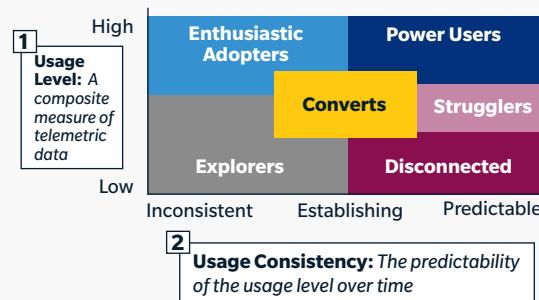 High
1
Usage
Level: A
composite
measure of
telemetric
data
Low
Enthusiastic
Adopters
Power Users
Converts
Strugglers
Explorers
Disconnected
Inconsistent
Establishing
Predictable
2
Usage Consistency: The predictability
of the usage level over time